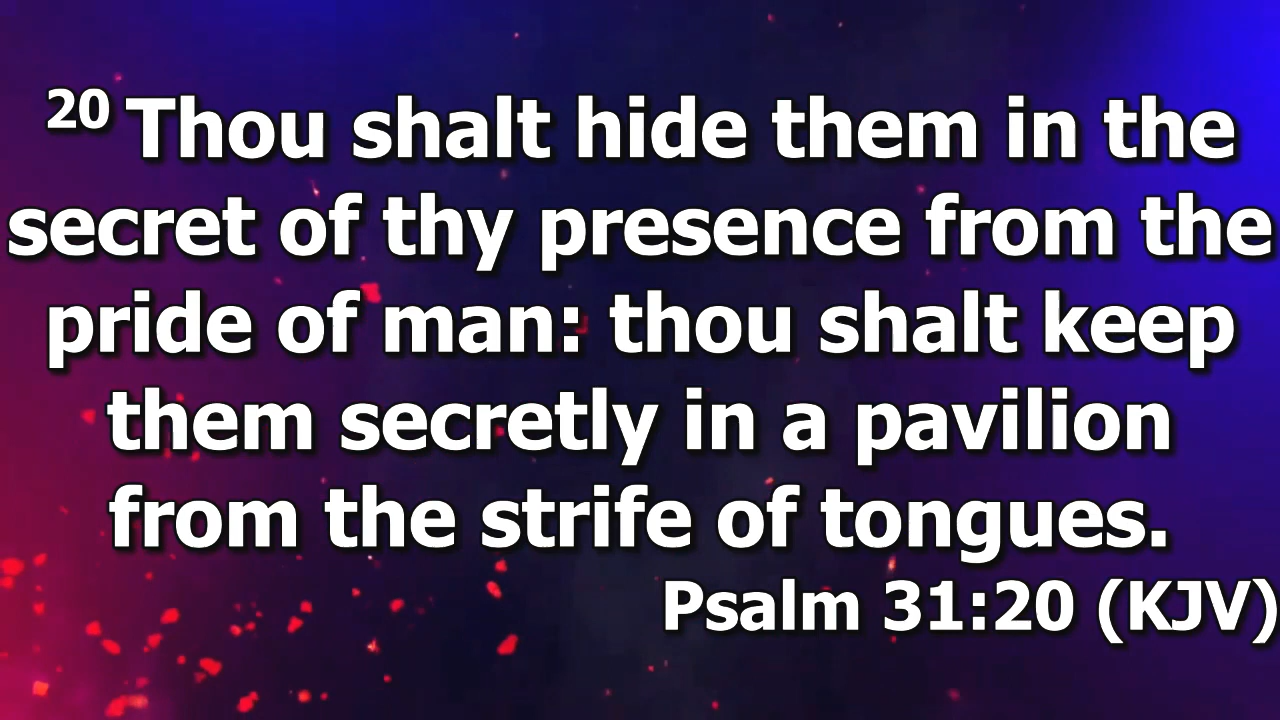 20 Thou shalt hide them in the
secret of thy presence from the
pride of man: thou shalt keep
them secretly in a pavilion
from the strife of tongues.
Psalm 31:20 (KJV)